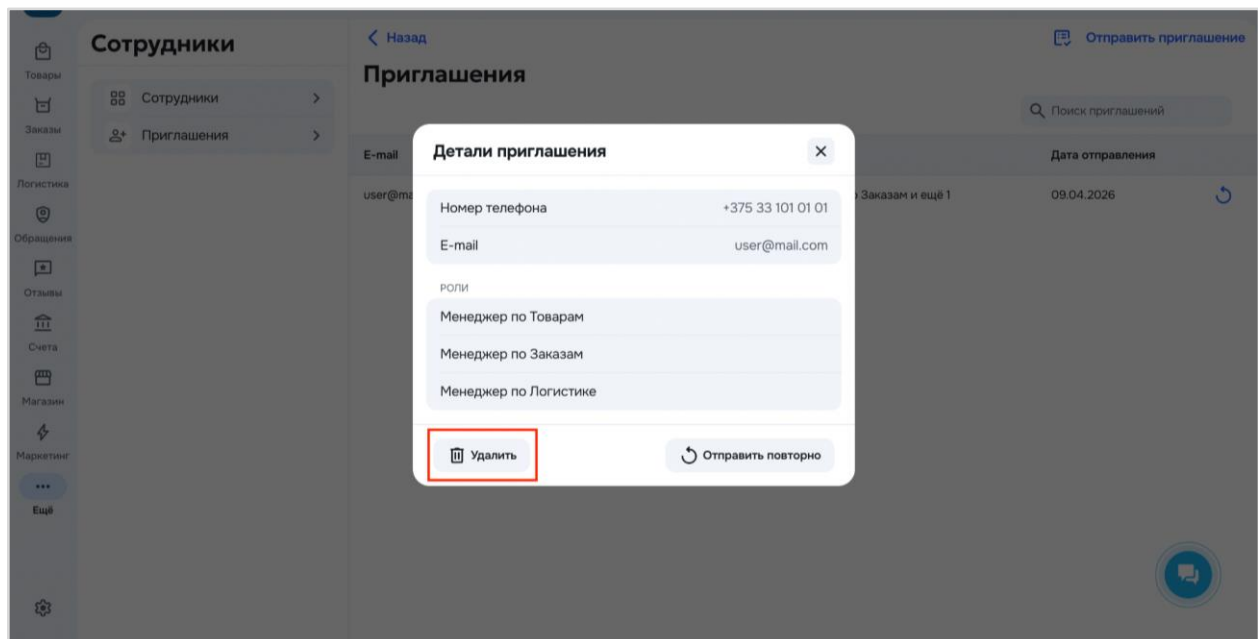 Товары
Заказы
Логистика
Обращения
Отзывы
Счета
Магазин
Маркетинг
Ещё
Сотрудники
Сотрудники
Приглашения
Назад
Отправить приглашение
Приглашения
Поиск приглашений
E-mail
Дата отправления
Заказам и ещё 1
09.04.2026
Детали приглашения
Номер телефона +375 33 101 01 01
E-mail user@mail.com
РОЛИ
Менеджер по Товарам
Менеджер по Заказам
Менеджер по Логистике
Удалить
Отправить повторно